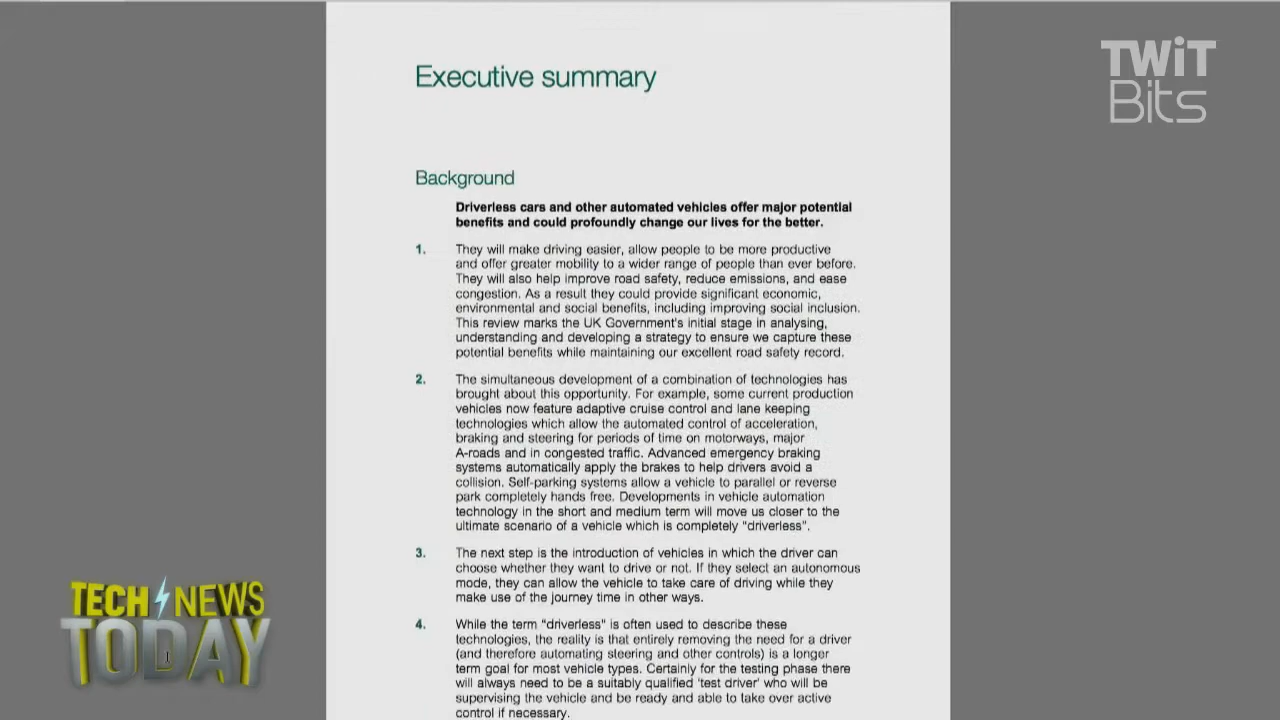 Executive summary
TWiT
Bits
Background
Driverless cars and other automated vehicles offer major potential
benefits and could profoundly change our lives for the better.
1. They will make driving easier, allow people to be more productive
and offer greater mobility to a wider range of people than ever before.
They will also help improve road safety, reduce emissions, and ease
congestion. As a result they could provide significant economic,
environmental and social benefits, including improving social inclusion.
This review marks the UK Government's initial stage in analysing,
understanding and developing a strategy to ensure we capture these
potential benefits while maintaining our excellent road safety record.
2. The simultaneous development of a combination of technologies has
brought about this opportunity. For example, some current production
vehicles now feature adaptive cruise control and lane keeping
technologies which allow the automated control of acceleration,
braking and steering for periods of time on motorways, major
A-roads and in congested traffic. Advanced emergency braking
systems automatically apply the brakes to help drivers avoid a
collision. Self-parking systems allow a vehicle to parallel or reverse
park completely hands free. Developments in vehicle automation
technology in the short and medium term will move us closer to the
ultimate scenario of a vehicle which is completely "driverless".
3. The next step is the introduction of vehicles in which the driver can
choose whether they want to drive or not. If they select an autonomous
mode, they can allow the vehicle to take care of driving while they
make use of the journey time in other ways.
4. While the term "driverless" is often used to describe these
technologies, the reality is that entirely removing the need for a driver
(and therefore automating steering and other controls) is a longer
term goal for most vehicle types. Certainly for the testing phase there
will always need to be a suitably qualified 'test driver' who will be
supervising the vehicle and be ready and able to take over active
control if necessary.
TECH NEWS
TODAY